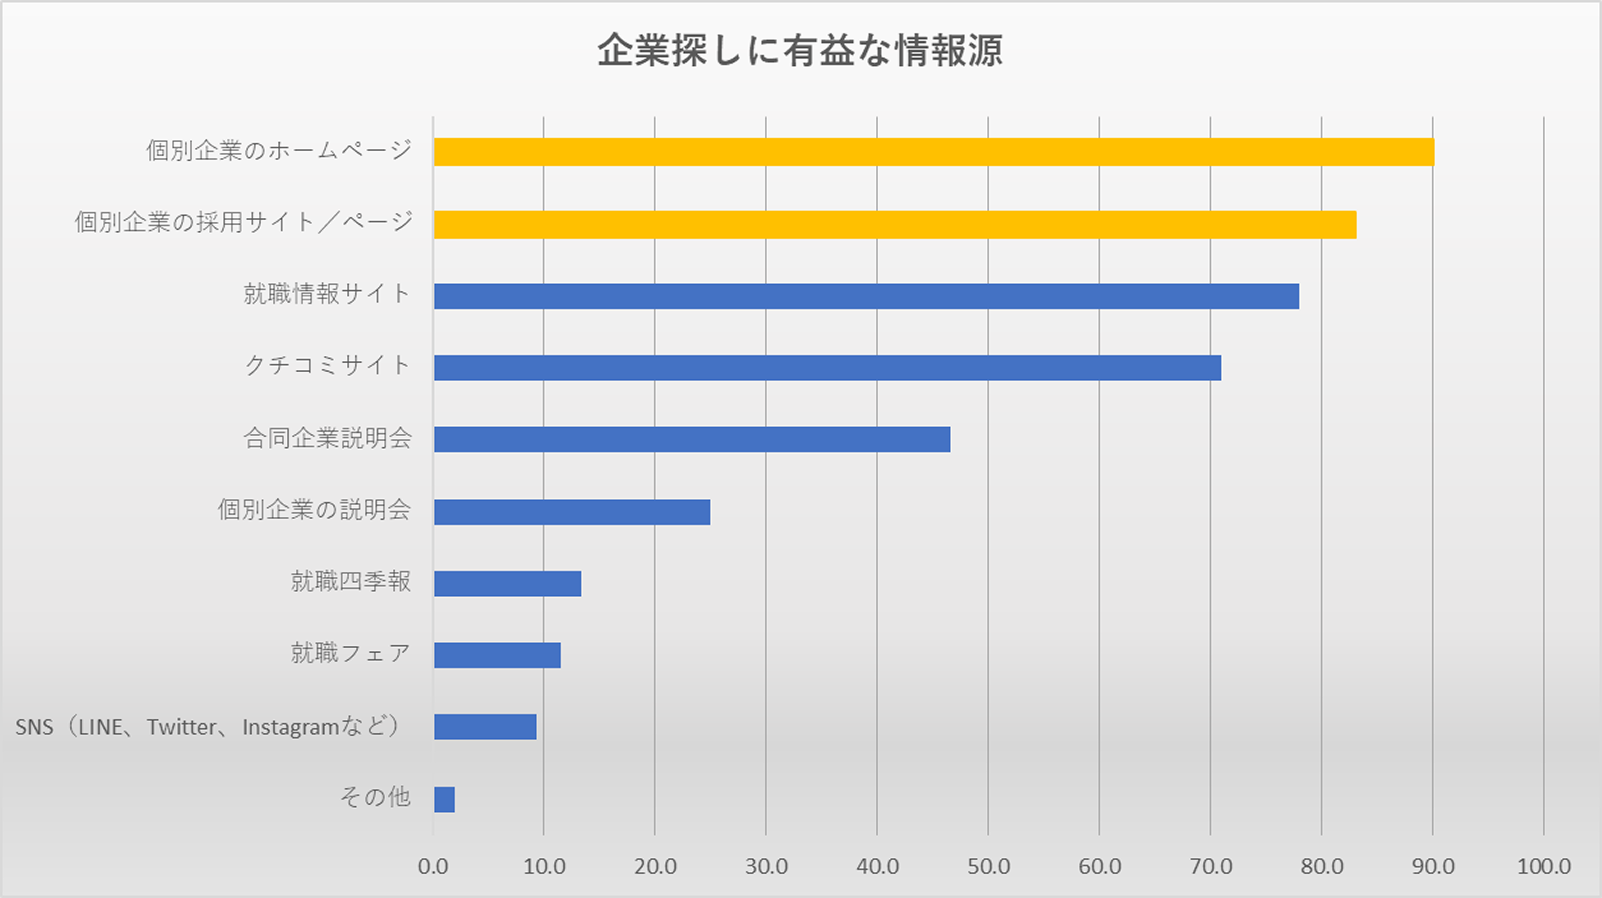 企業探しに有益な情報源
個別企業のホームページ
個別企業の採用サイト／ページ
就職情報サイト
クチコミサイト
合同企業説明会
個別企業の説明会
就職四季報
就職フェア
SNS（LINE、Twitter、Instagramなど）
その他
0.0 10.0 20.0 30.0 40.0 50.0 60.0 70.0 80.0 90.0 100.0